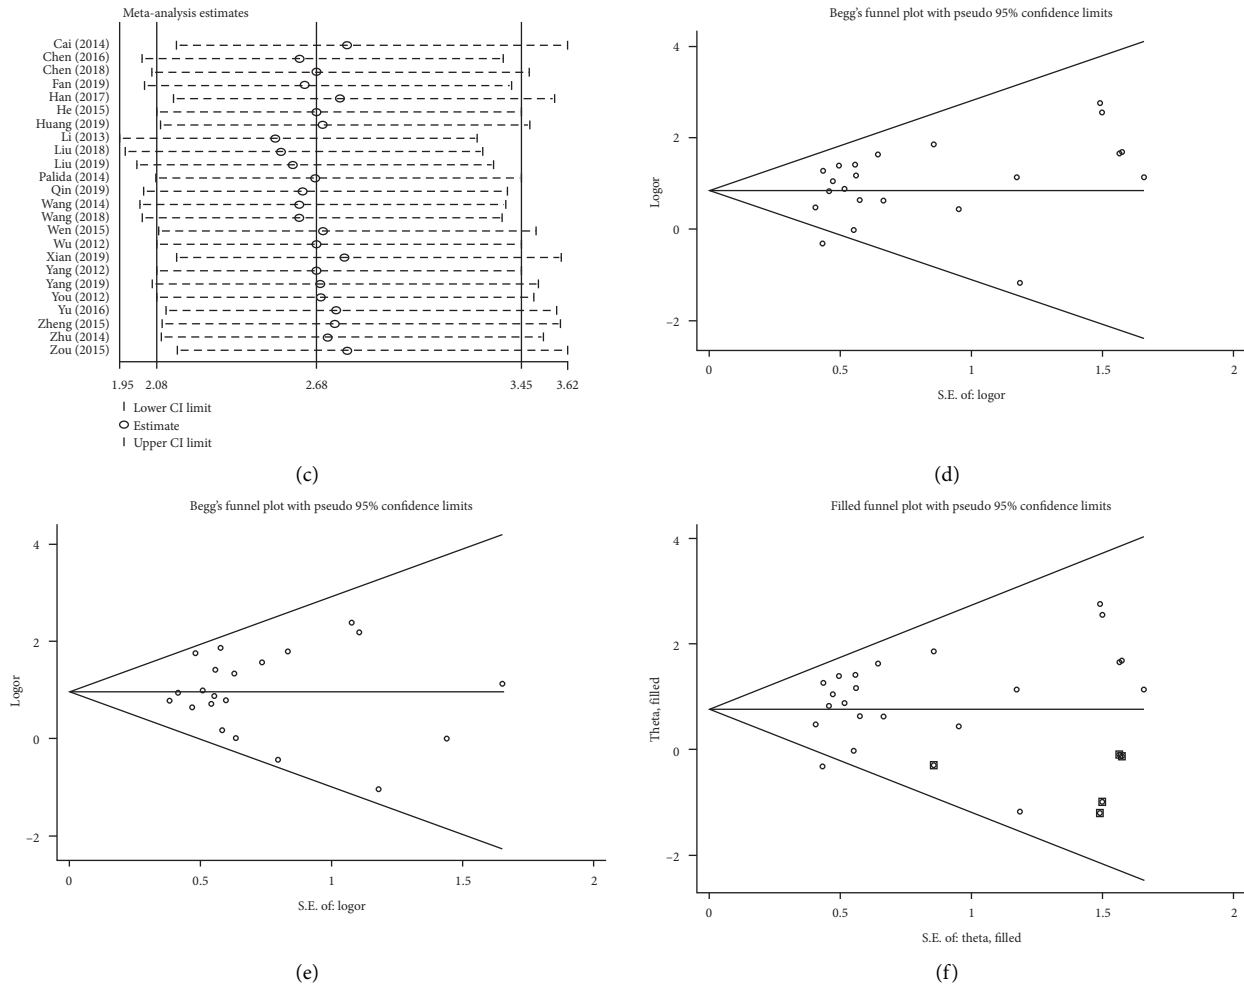 Meta-analysis estimates
Cai (2014)
Chen (2016)
Chen (2018)
Fan (2019)
Han (2017)
He (2015)
Huang (2019)
Li (2013)
Liu (2018)
Liu (2019)
Palida (2014)
Qin (2019)
Wang (2014)
Wang (2018)
Wen (2015)
Wu (2012)
Xian (2019)
Yang (2012)
Yang (2019)
You (2012)
Yu (2016)
Zheng (2015)
Zhu (2014)
Zou (2015)
1.95 2.08 2.68 3.45 3.62
Lower CI limit
Estimate
Upper CI limit
(c)
Begg's funnel plot with pseudo 95% confidence limits
Logor
4
2
0
–2
0 0.5 1 1.5 2
S.E. of: logor
(d)
Begg's funnel plot with pseudo 95% confidence limits
Logor
4
2
0
–2
0 0.5 1 1.5 2
S.E. of: logor
(e)
Filled funnel plot with pseudo 95% confidence limits
Theta, filled
4
2
0
–2
0 0.5 1 1.5 2
S.E. of: theta, filled
(f)